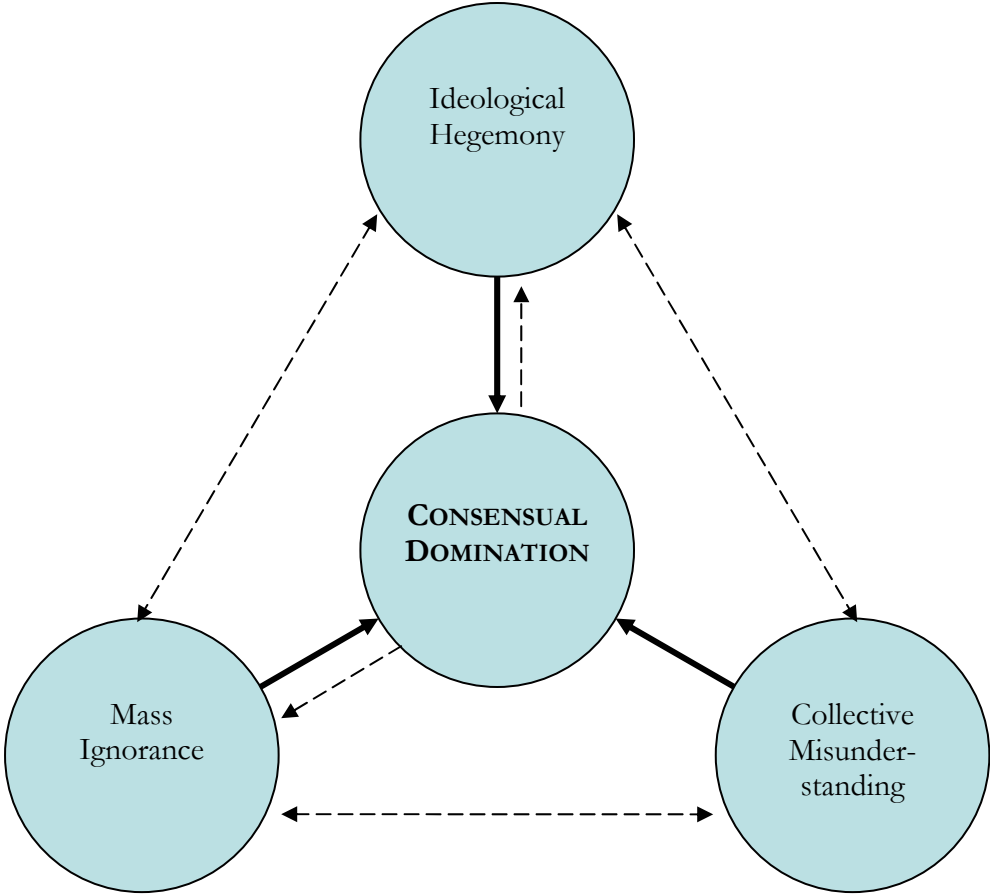 Ideological
Hegemony
CONSENSUAL
DOMINATION
Mass
Ignorance
Collective
Misunder-
standing